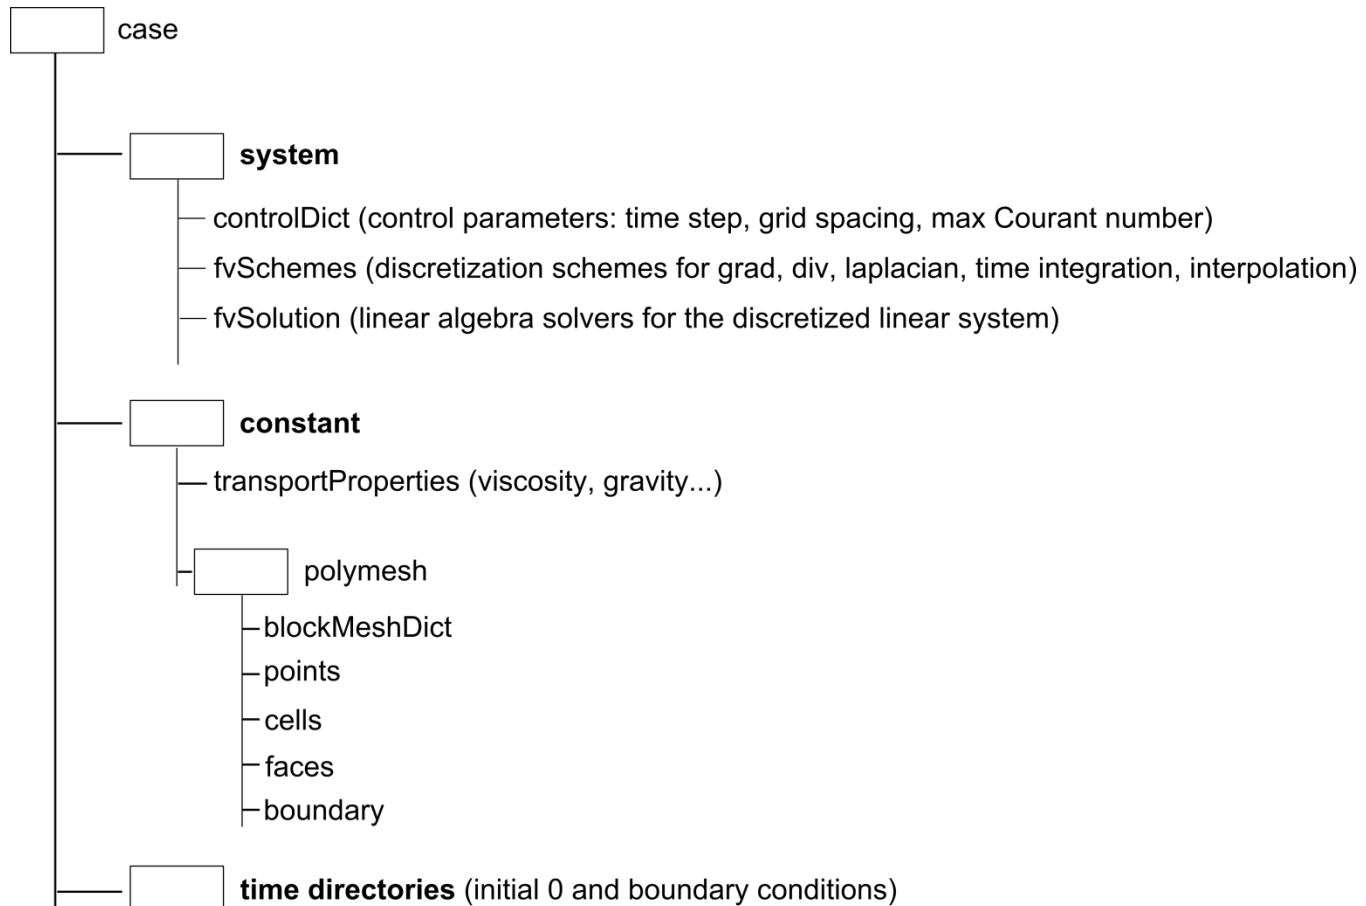 case
system
controlDict (control parameters: time step, grid spacing, max Courant number)
fvSchemes (discretization schemes for grad, div, laplacian, time integration, interpolation)
fvSolution (linear algebra solvers for the discretized linear system)
constant
transportProperties (viscosity, gravity...)
polymesh
blockMeshDict
points
cells
faces
boundary
time directories (initial 0 and boundary conditions)